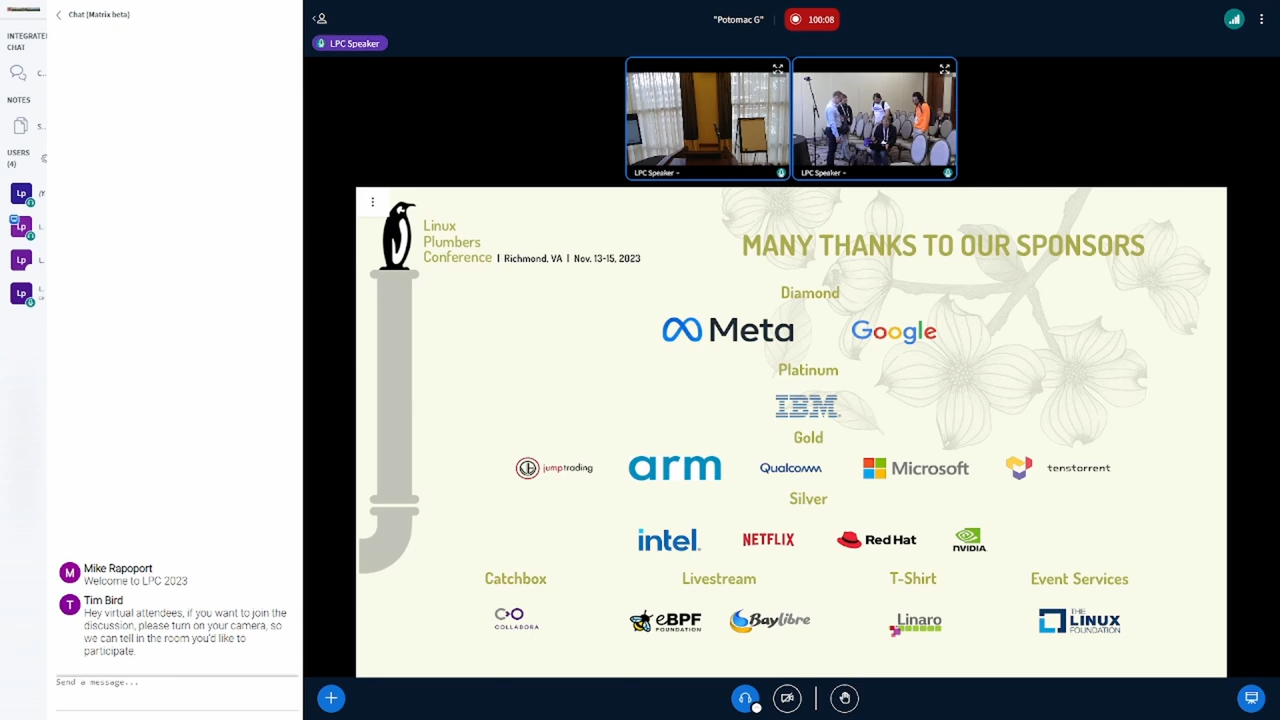 Chat (Matrix beta)
INTEGRATE
CHAT
C...
NOTES
S...
USERS
(4)
Lp
Lp
Lp
Lp
Mike Rapoport
Welcome to LPC 2023
Tim Bird
Hey virtual attendees, if you want to join the
discussion, please turn on your camera, so
we can tell in the room you'd like to
participate.
Send a message...
"Potomac G"
100:08
LPC Speaker
LPC Speaker
LPC Speaker
Linux
Plumbers
Conference | Richmond, VA | Nov. 13-15, 2023
MANY THANKS TO OUR SPONSORS
Diamond
Meta
Google
Platinum
IBM
Gold
jumptrading
arm
Qualcomm
Microsoft
tenstorrent
Silver
intel
NETFLIX
Red Hat
NVIDIA
Catchbox
Livestream
T-Shirt
Event Services
COLLABORA
eBPF
FOUNDATION
Baylibre
Linaro
THE
LINUX
FOUNDATION